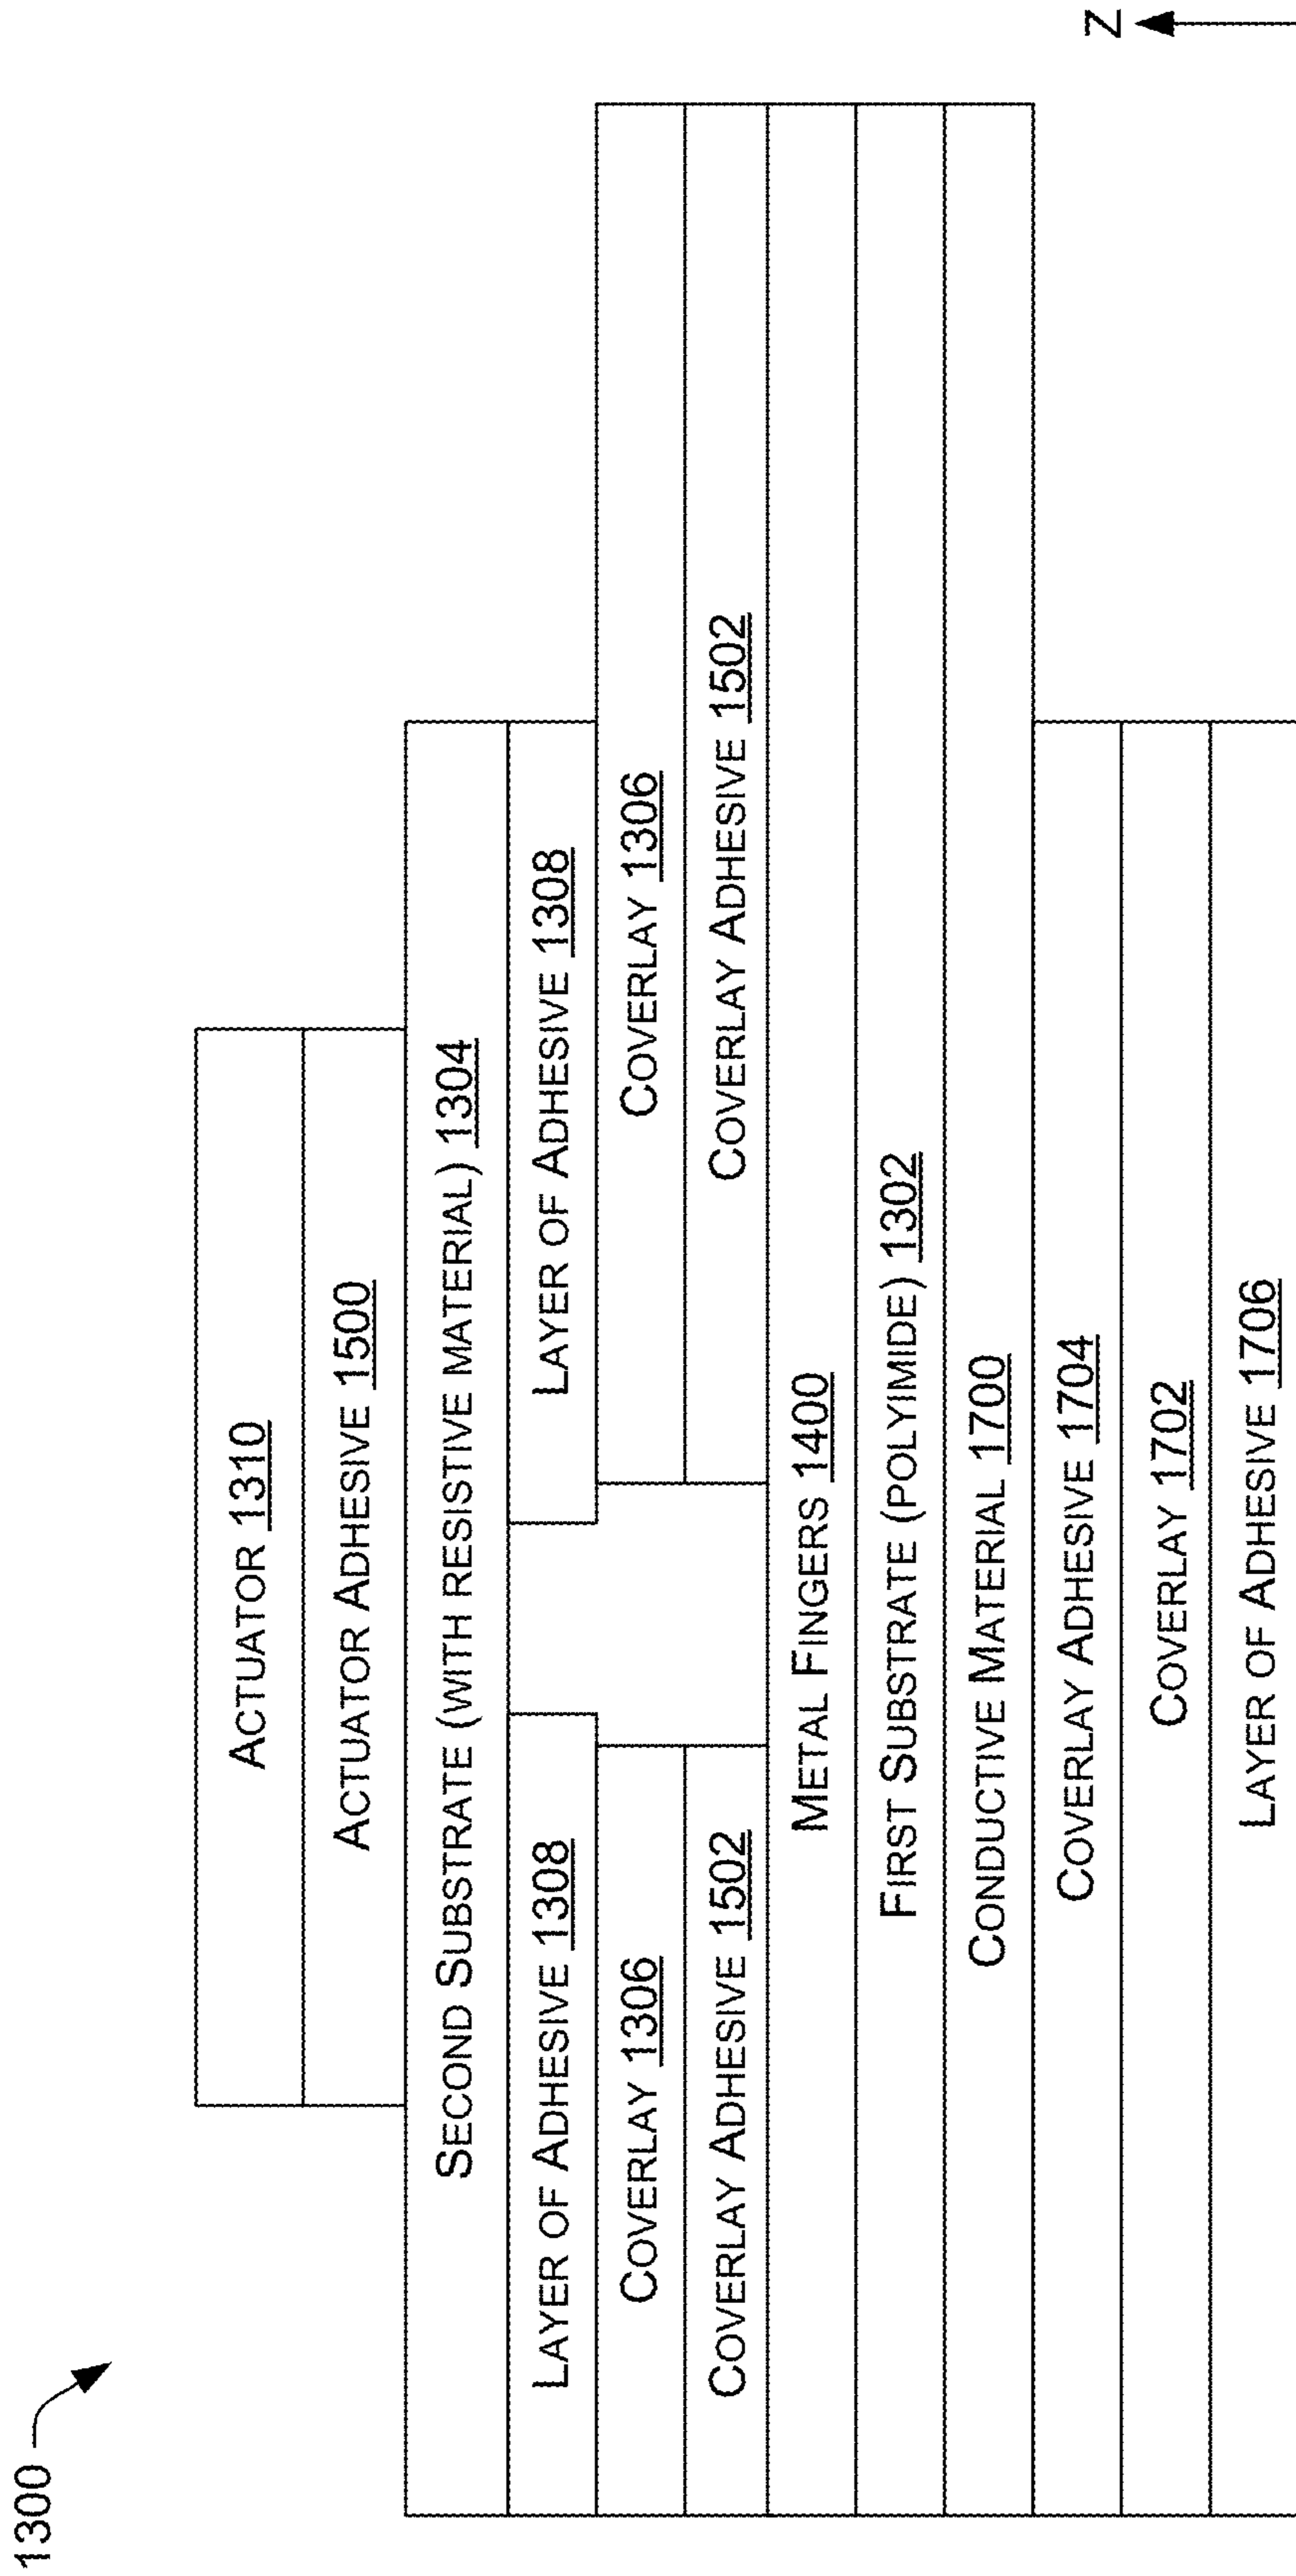 1300
Z
ACTUATOR 1310
ACTUATOR ADHESIVE 1500
SECOND SUBSTRATE (WITH RESISTIVE MATERIAL) 1304
LAYER OF ADHESIVE 1308
LAYER OF ADHESIVE 1308
COVERLAY 1306
COVERLAY 1306
COVERLAY ADHESIVE 1502
COVERLAY ADHESIVE 1502
METAL FINGERS 1400
FIRST SUBSTRATE (POLYIMIDE) 1302
CONDUCTIVE MATERIAL 1700
COVERLAY ADHESIVE 1704
COVERLAY 1702
LAYER OF ADHESIVE 1706